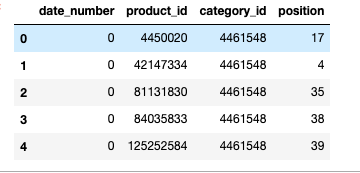 date_number product_id category_id position
0 0 4450020 4461548 17
1 0 42147334 4461548 4
2 0 81131830 4461548 35
3 0 84035833 4461548 38
4 0 125252584 4461548 39